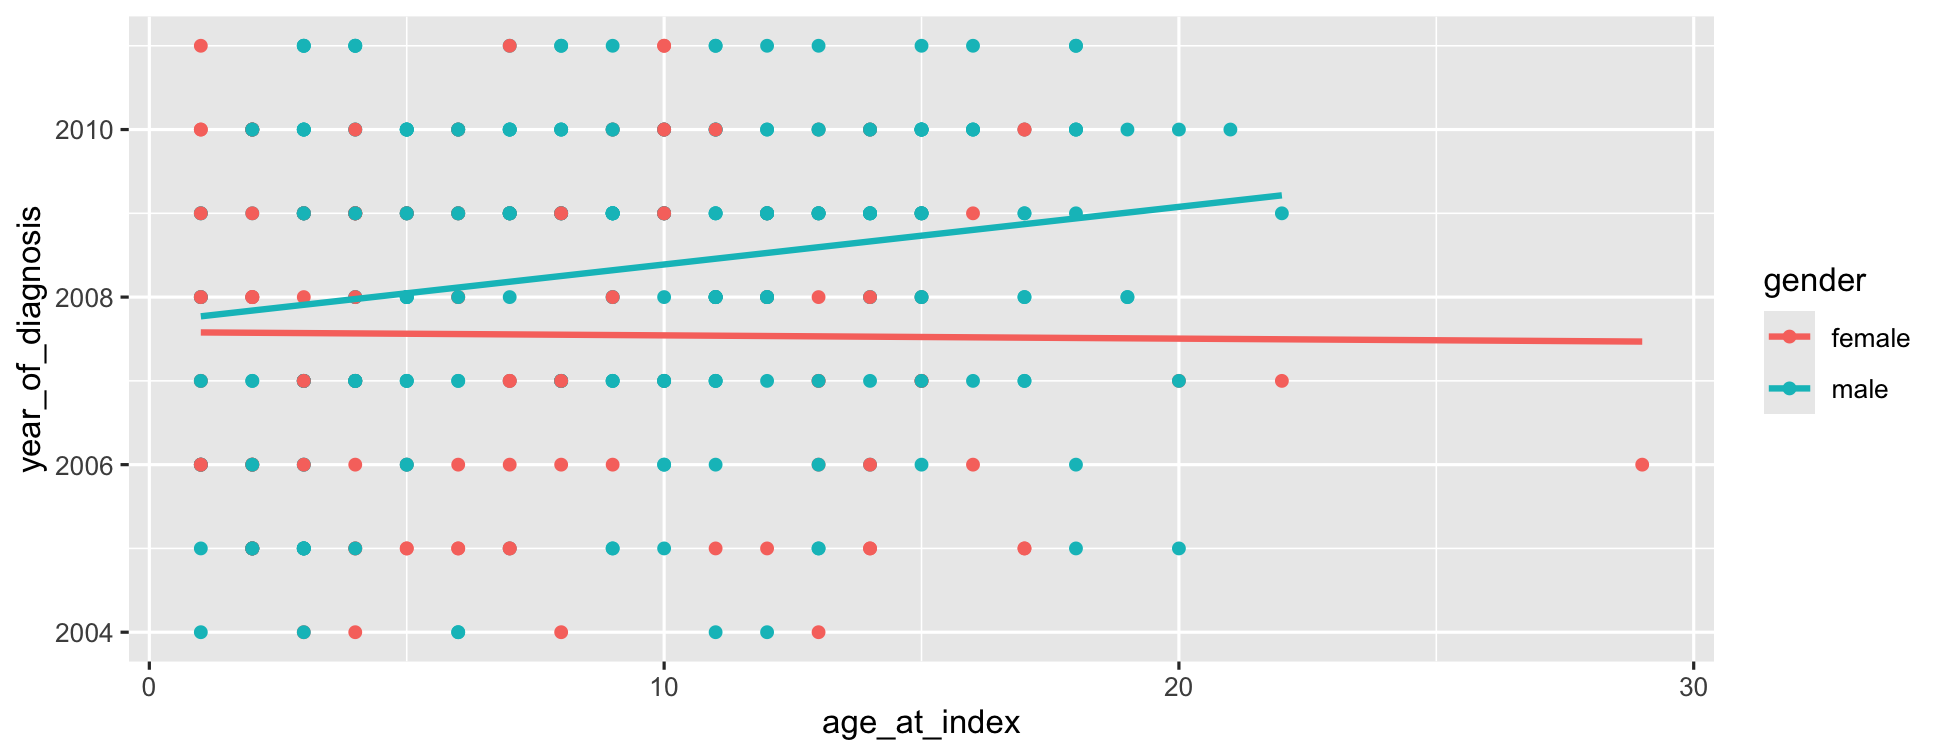 year_of_diagnosis
2010
2008
2006
2004
0 10 20 30
age_at_index
gender
female
male